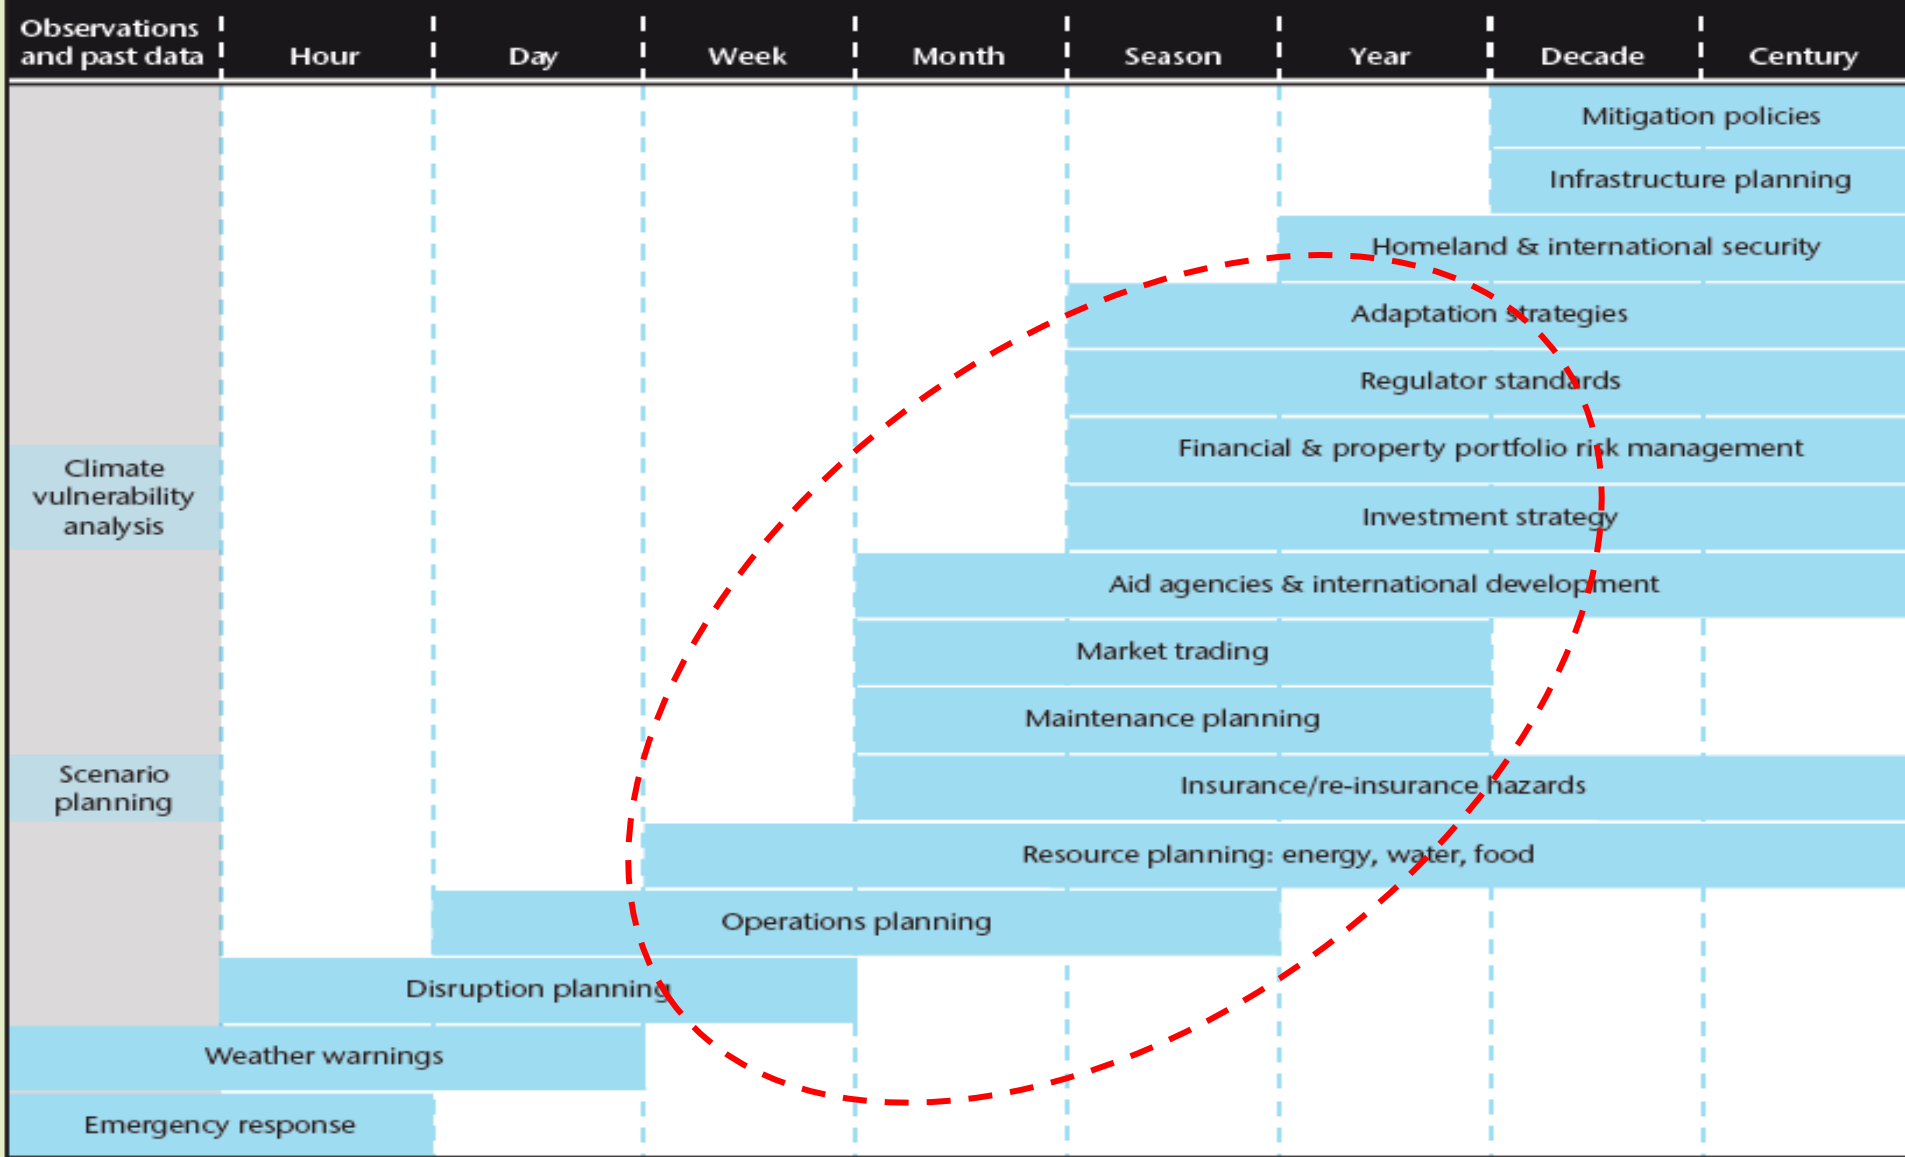 Observations
and past data
Hour
Day
Week
Month
Season
Year
Decade
Century
Mitigation policies
Infrastructure planning
Homeland & international security
Adaptation strategies
Regulator standards
Financial & property portfolio risk management
Climate
vulnerability
analysis
Investment strategy
Aid agencies & international development
Market trading
Maintenance planning
Scenario
planning
Insurance/re-insurance hazards
Resource planning: energy, water, food
Operations planning
Disruption planning
Weather warnings
Emergency response